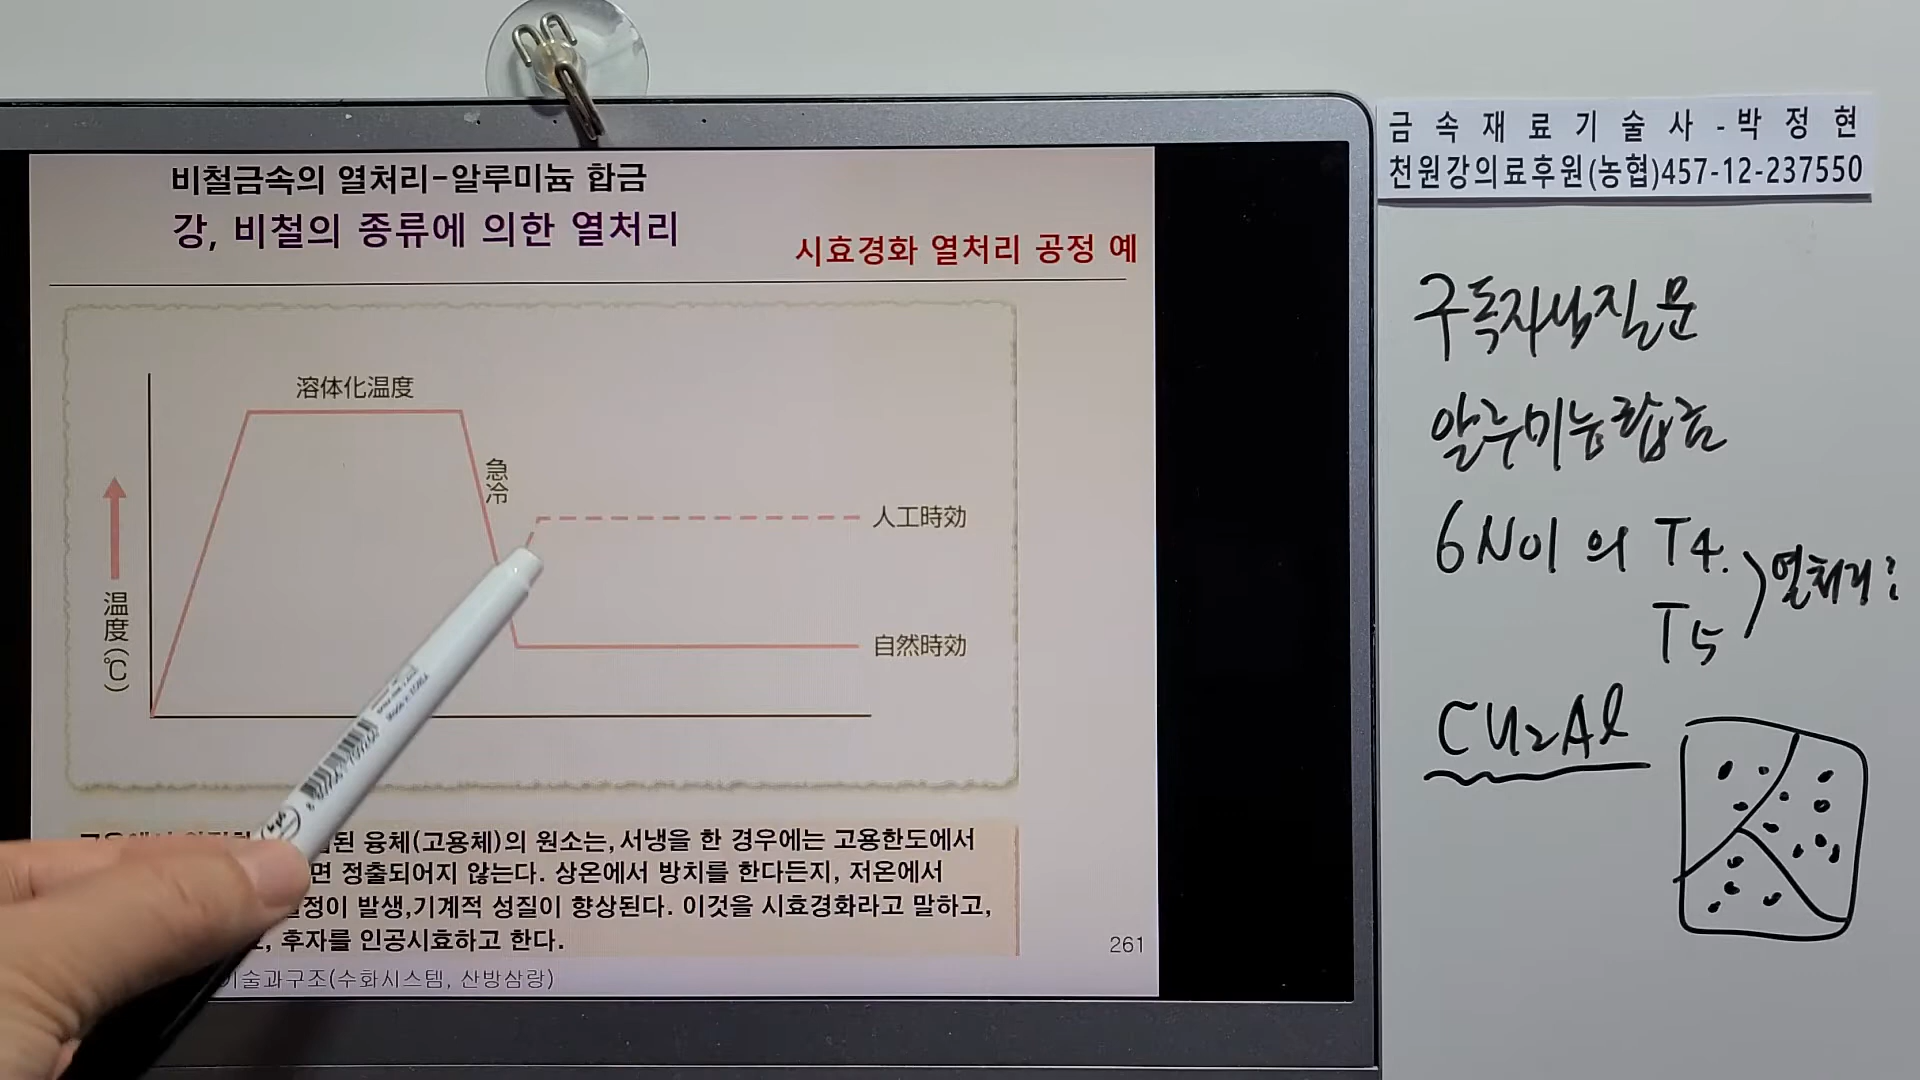 금속재료기술사-박정현
천원강의료후원(농협)457-12-237550
비철금속의 열처리-알루미늄 합금
강, 비철의 종류에 의한 열처리
시효경화 열처리 공정 예
溶体化温度
急冷
人工時効
自然時効
温度(℃)
된 융체(고용체)의 원소는, 서냉을 한 경우에는 고용한도에서
면 정출되어지 않는다. 상온에서 방치를 한다든지, 저온에서
정이 발생,기계적 성질이 향상된다. 이것을 시효경화라고 말하고,
후자를 인공시효하고 한다.
261
기술과구조(수화시스템, 산방삼랑)
구독자님질문
알루미늄합금
6N01 의 T4.
T5
열처리?
CU₂Al